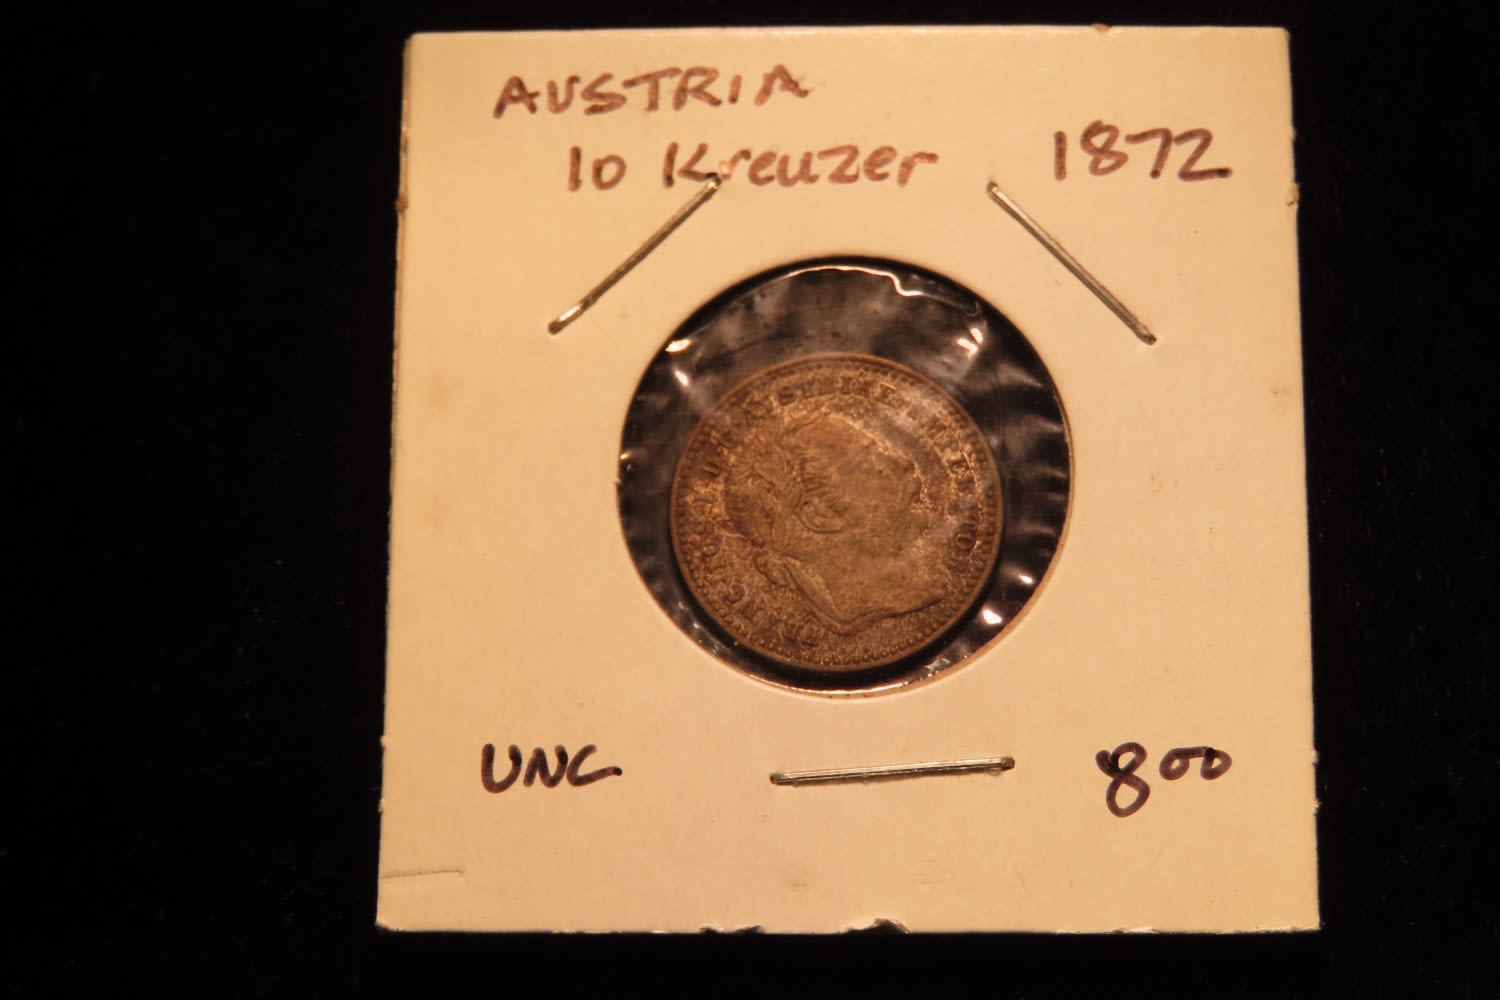 AUSTRIA
10 Kreuzer 1872
UNC 8⁰⁰